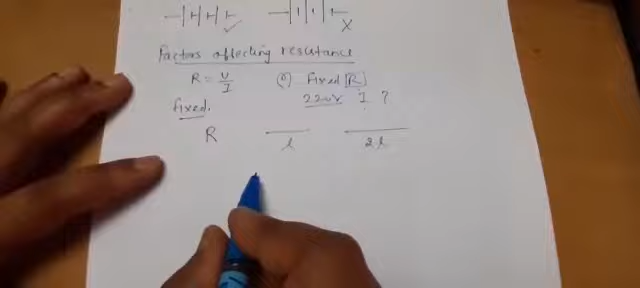 X
Factors affecting resistance
R = V/I (°) Fixed [R]
fixed. 220V I ?
R l 2l